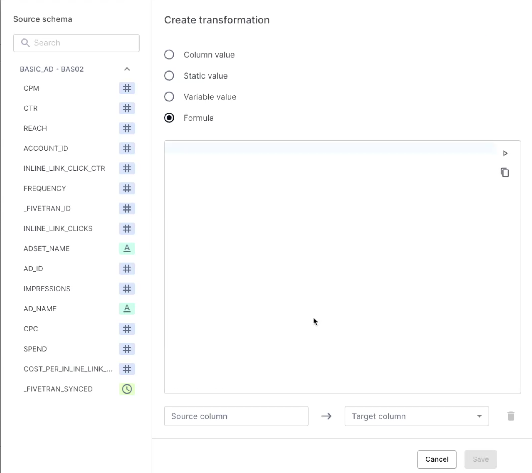 Source schema
Search
BASIC_AD - BAS02
CPM
CTR
REACH
ACCOUNT_ID
INLINE_LINK_CLICK_CTR
FREQUENCY
_FIVETRAN_ID
INLINE_LINK_CLICKS
ADSET_NAME
AD_ID
IMPRESSIONS
AD_NAME
CPC
SPEND
COST_PER_INLINE_LINK_...
_FIVETRAN_SYNCED
Create transformation
Column value
Static value
Variable value
Formula
Source column
Target column
Cancel
Save